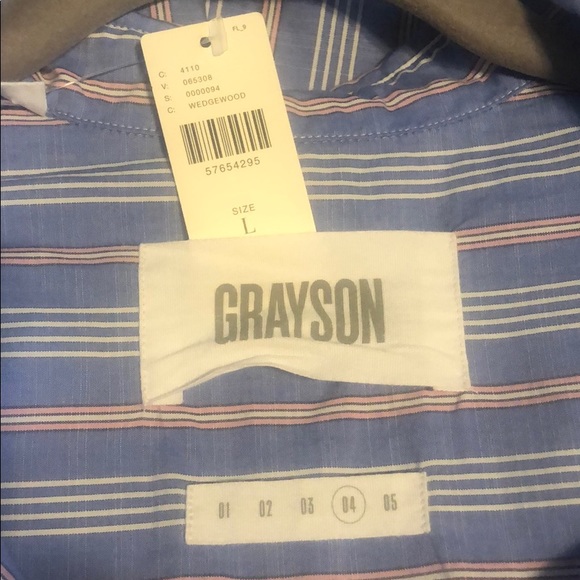 FL_9
C: 4110
V: 065308
S: 0000094
C: WEDGEWOOD
57654295
SIZE
L
GRAYSON
01 02 03 04 05